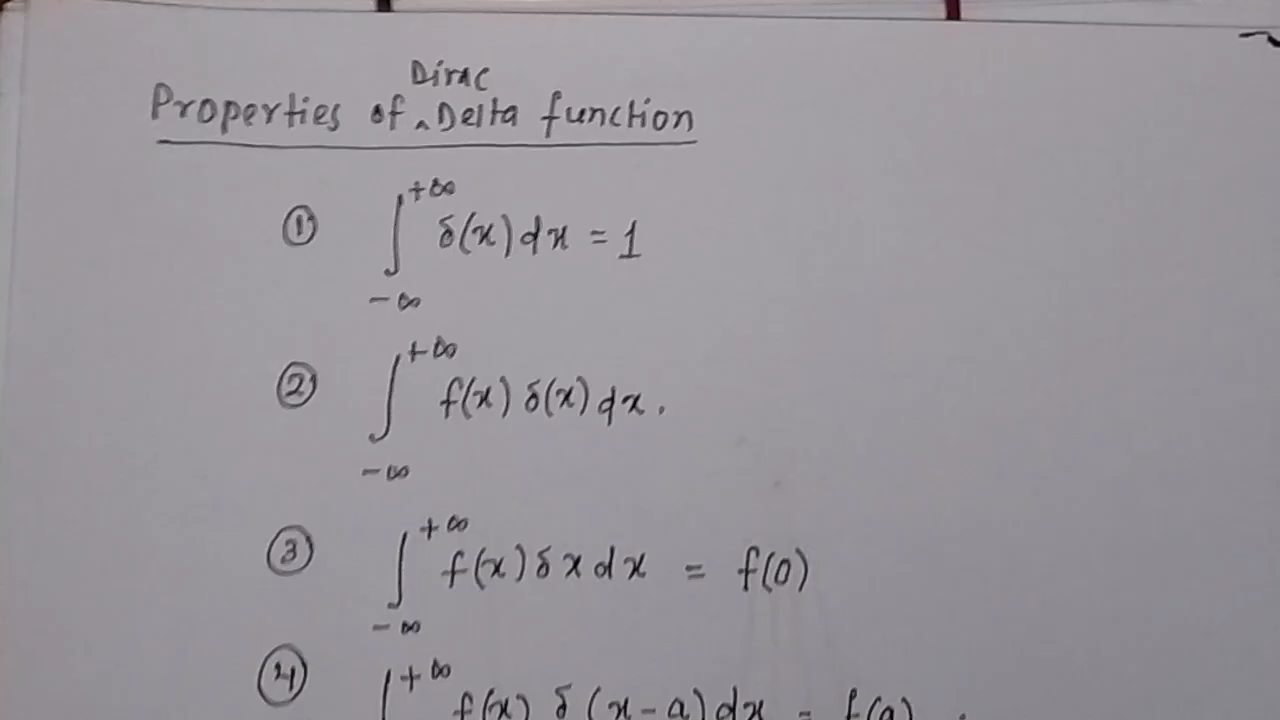 Dirac
Properties of ^ Delta function
① ∫_{-∞}^{+∞} δ(x) dx = 1
② ∫_{-∞}^{+∞} f(x) δ(x) dx .
③ ∫_{-∞}^{+∞} f(x) δ x dx = f(0)
④ ∫^{+∞} f(x) δ (x-a) dx = f(a) .